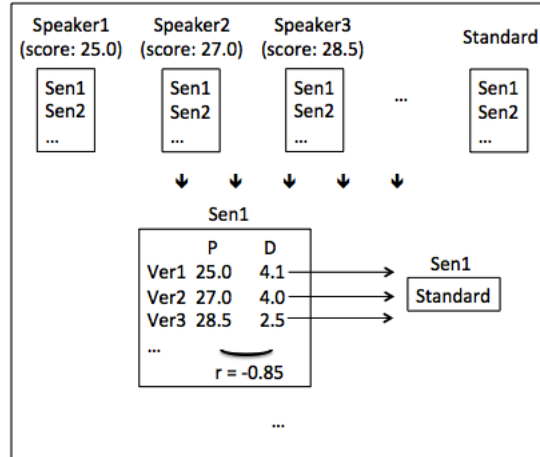 Speaker1 Speaker2 Speaker3
(score: 25.0) (score: 27.0) (score: 28.5) Standard
Sen1 Sen1 Sen1 Sen1
Sen2 Sen2 Sen2 ... Sen2
... ... ... ...
Sen1
P D
Ver1 25.0 4.1 Sen1
Ver2 27.0 4.0 Standard
Ver3 28.5 2.5
...
r = -0.85
...